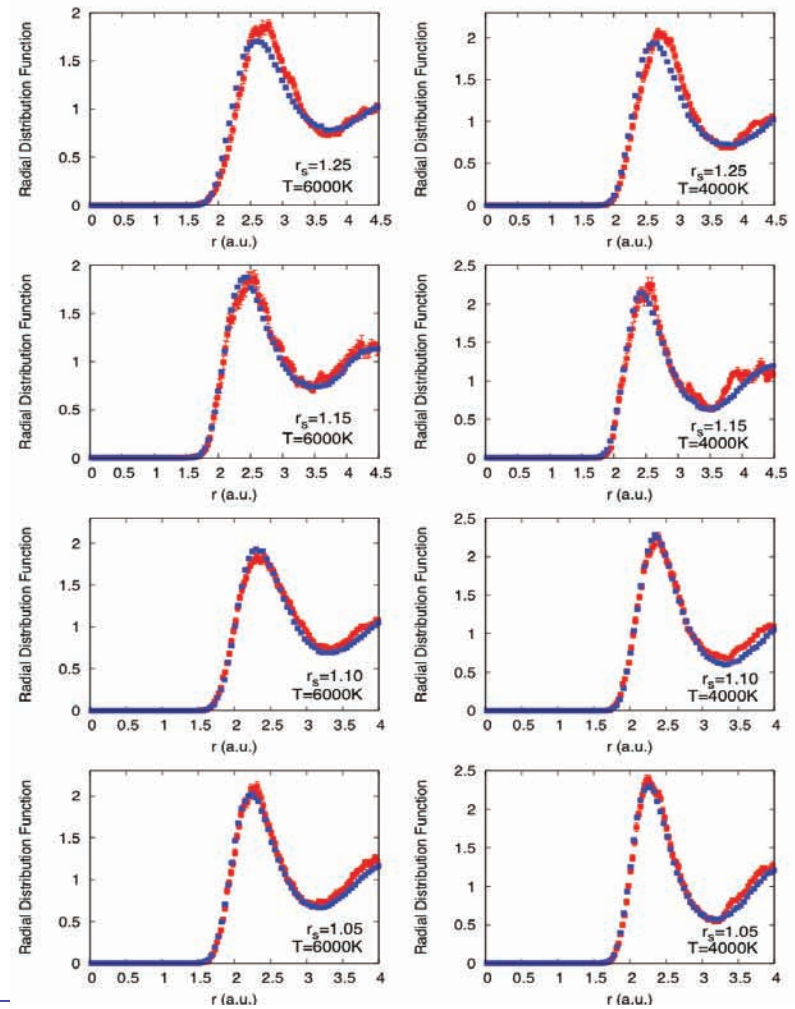 Radial Distribution Function
2
1.5
1
0.5
0
r_s=1.25
T=6000K
0 0.5 1 1.5 2 2.5 3 3.5 4 4.5
r (a.u.)
Radial Distribution Function
2
1.5
1
0.5
0
r_s=1.25
T=4000K
0 0.5 1 1.5 2 2.5 3 3.5 4 4.5
r (a.u.)
Radial Distribution Function
2
1.5
1
0.5
0
r_s=1.15
T=6000K
0 0.5 1 1.5 2 2.5 3 3.5 4 4.5
r (a.u.)
Radial Distribution Function
2.5
2
1.5
1
0.5
0
r_s=1.15
T=4000K
0 0.5 1 1.5 2 2.5 3 3.5 4 4.5
r (a.u.)
Radial Distribution Function
2
1.5
1
0.5
0
r_s=1.10
T=6000K
0 0.5 1 1.5 2 2.5 3 3.5 4
r (a.u.)
Radial Distribution Function
2.5
2
1.5
1
0.5
0
r_s=1.10
T=4000K
0 0.5 1 1.5 2 2.5 3 3.5 4
r (a.u.)
Radial Distribution Function
2
1.5
1
0.5
0
r_s=1.05
T=6000K
0 0.5 1 1.5 2 2.5 3 3.5 4
r (a.u.)
Radial Distribution Function
2.5
2
1.5
1
0.5
0
r_s=1.05
T=4000K
0 0.5 1 1.5 2 2.5 3 3.5 4
r (a.u.)